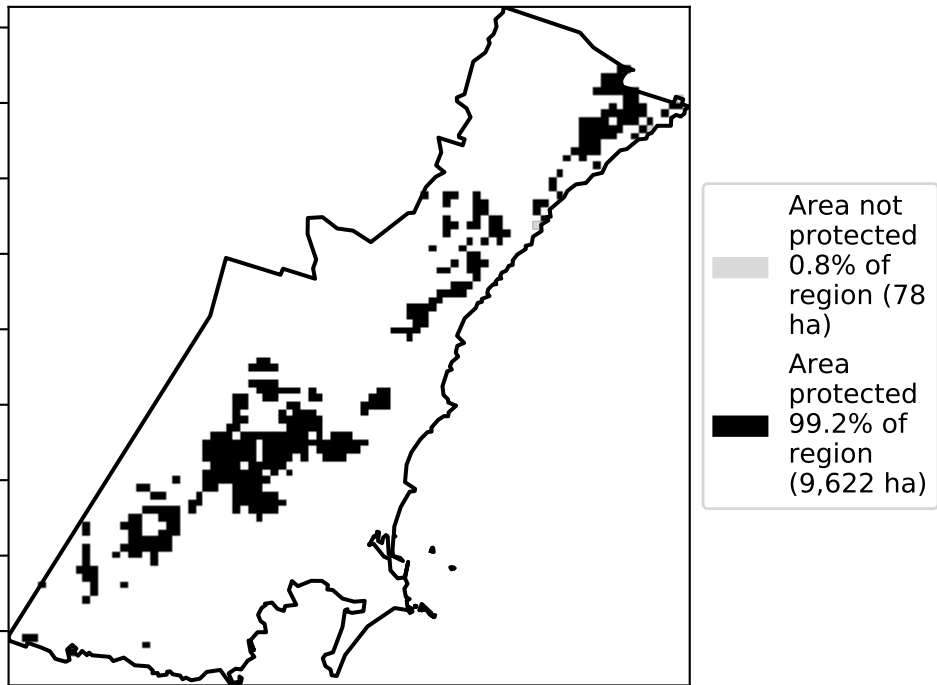 Area not
protected
0.8% of
region (78
ha)
Area
protected
99.2% of
region
(9,622 ha)